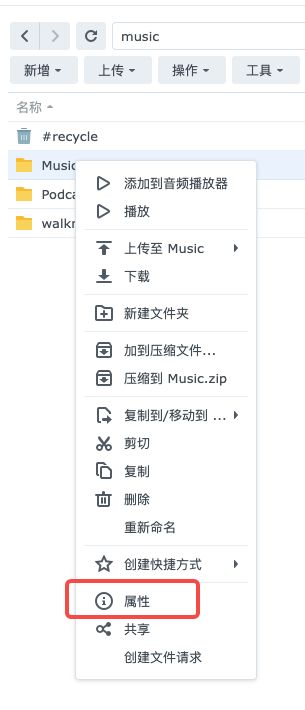 music
新增 上传 操作 工具
名称
#recycle
Music
添加到音频播放器
播放
上传至 Music
下载
新建文件夹
加到压缩文件...
压缩到 Music.zip
复制到/移动到 ...
剪切
复制
删除
重新命名
创建快捷方式
属性
共享
创建文件请求